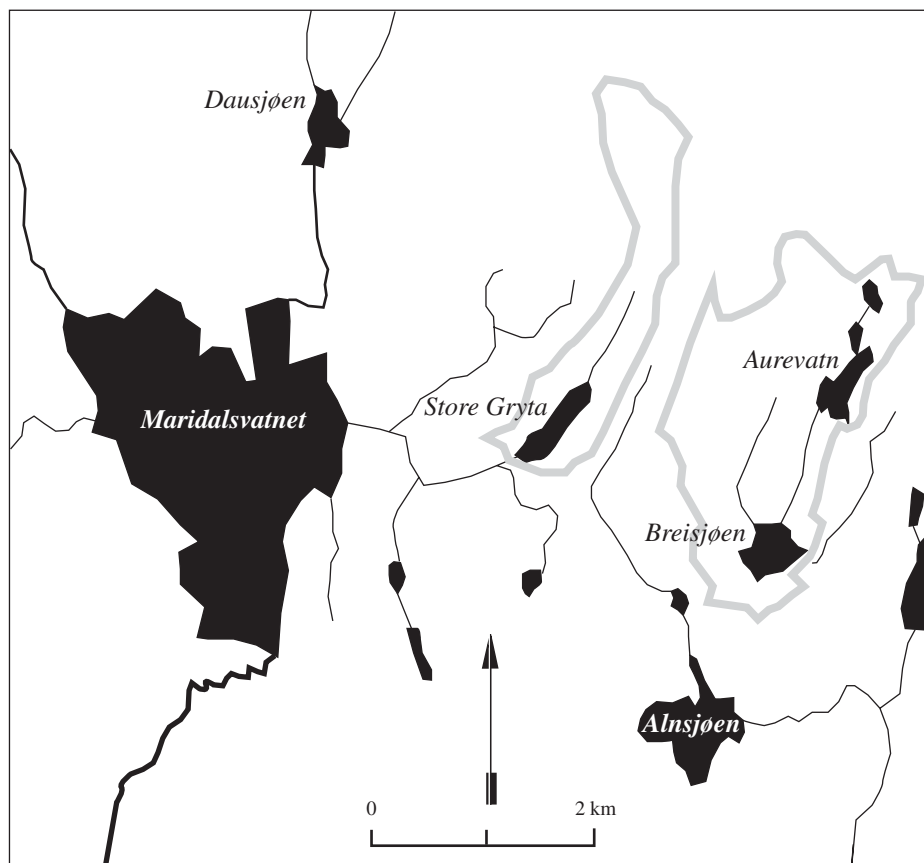 Dausjøen
Aurevatn
Store Gryta
Maridalsvatnet
Breisjøen
Alnsjøen
0 2 km